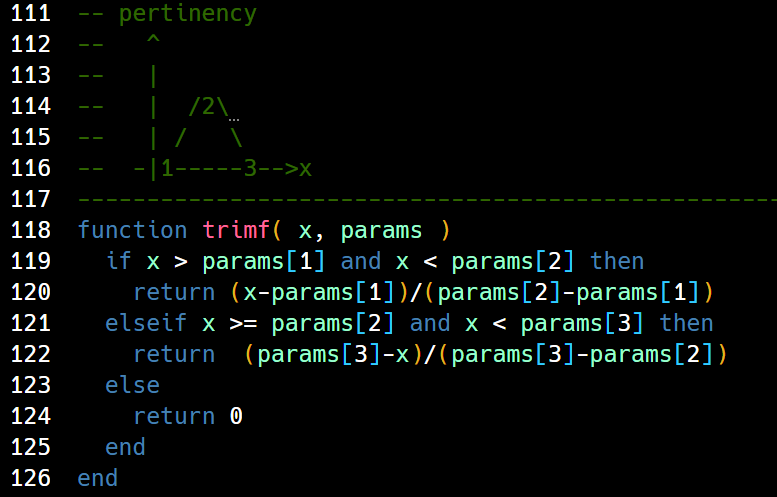 111  -- pertinency
112  --   ^
113  --   |
114  --   |  /2\
115  --   | /   \
116  --  -|1-----3-->x
117  ---------------------------------------------------
118  function trimf( x, params )
119    if x > params[1] and x < params[2] then
120      return (x-params[1])/(params[2]-params[1])
121    elseif x >= params[2] and x < params[3] then
122      return  (params[3]-x)/(params[3]-params[2])
123    else
124      return 0
125    end
126  end